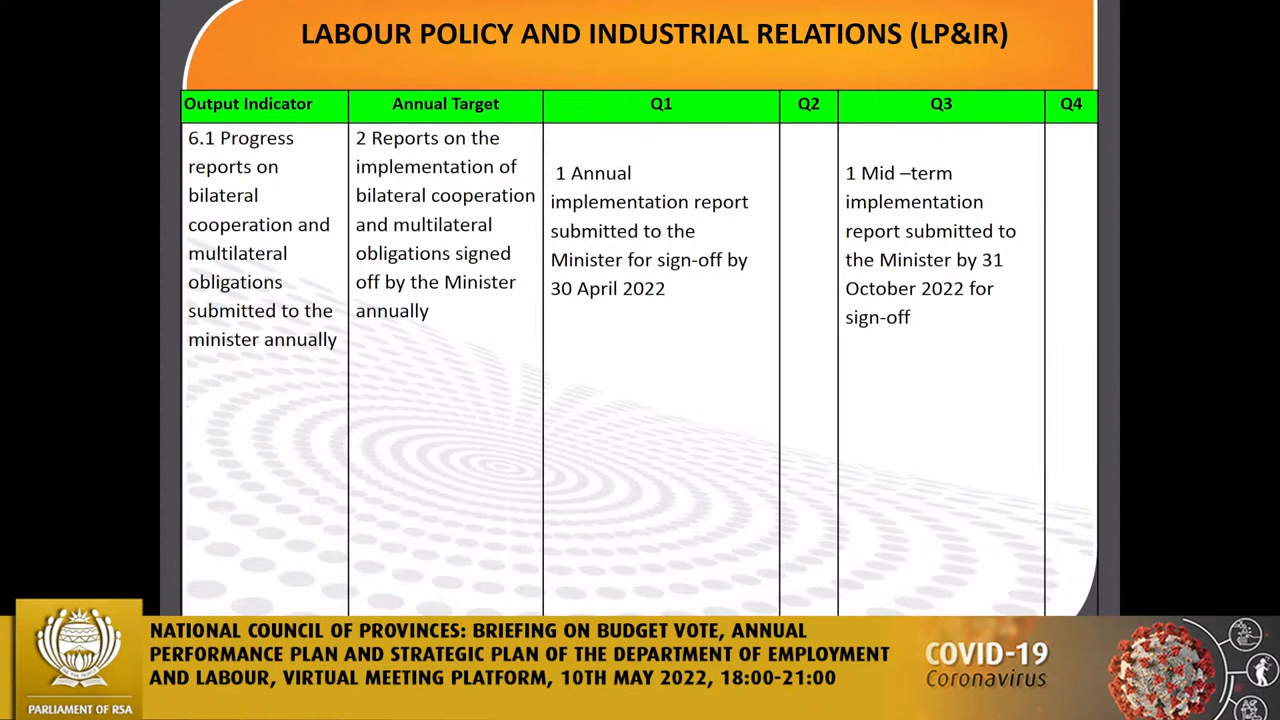 LABOUR POLICY AND INDUSTRIAL RELATIONS (LP&IR)
Output Indicator
Annual Target
Q1
Q2
Q3
Q4
6.1 Progress
reports on
bilateral
cooperation and
multilateral
obligations
submitted to the
minister annually
2 Reports on the
implementation of
bilateral cooperation
and multilateral
obligations signed
off by the Minister
annually
1 Annual
implementation report
submitted to the
Minister for sign-off by
30 April 2022
1 Mid –term
implementation
report submitted to
the Minister by 31
October 2022 for
sign-off
PARLIAMENT OF RSA
NATIONAL COUNCIL OF PROVINCES: BRIEFING ON BUDGET VOTE, ANNUAL
PERFORMANCE PLAN AND STRATEGIC PLAN OF THE DEPARTMENT OF EMPLOYMENT
AND LABOUR, VIRTUAL MEETING PLATFORM, 10TH MAY 2022, 18:00-21:00
COVID-19
Coronavirus